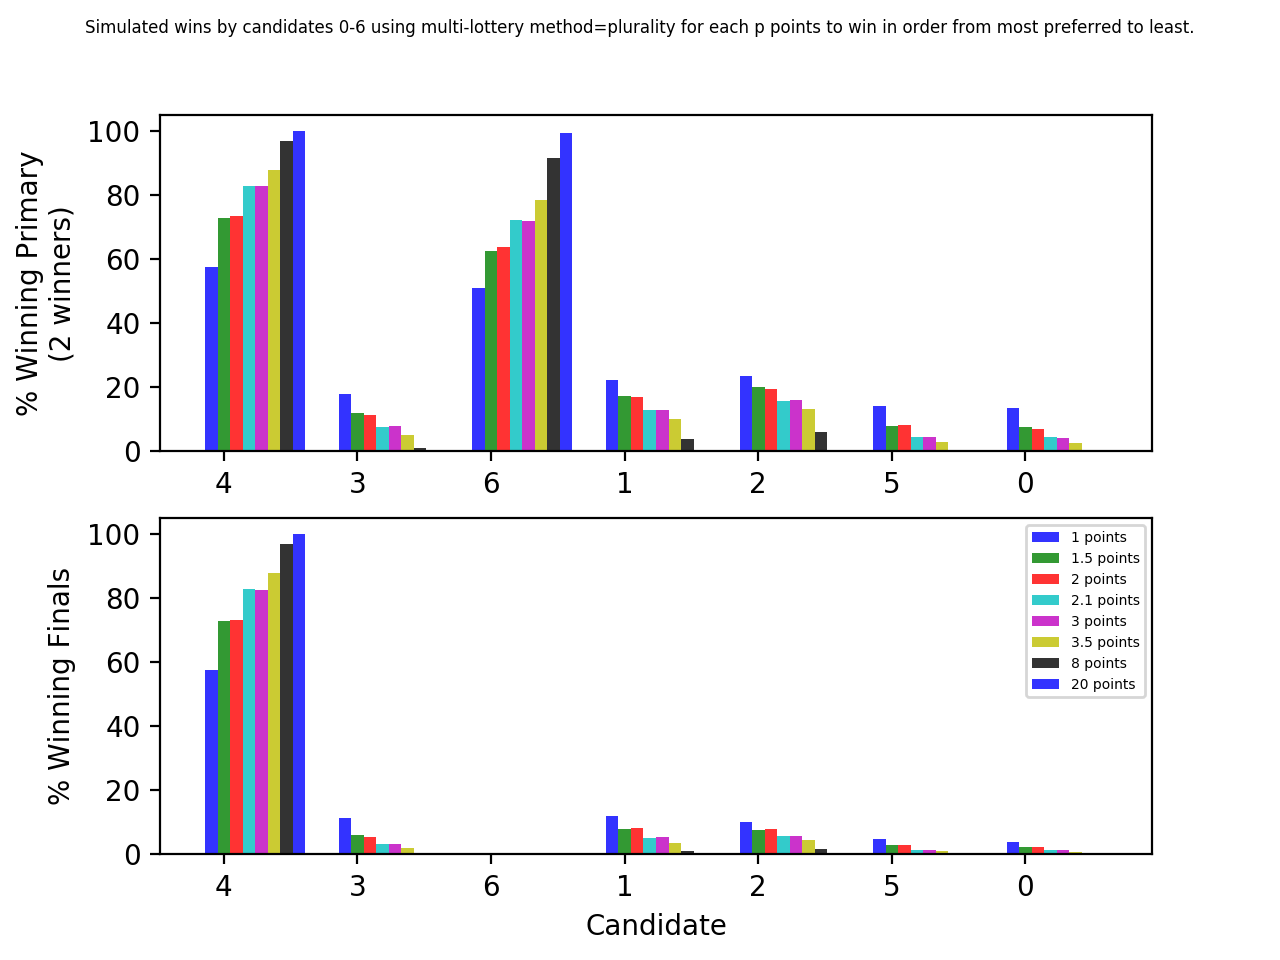 Simulated wins by candidates 0-6 using multi-lottery method=plurality for each p points to win in order from most preferred to least.
% Winning Primary
(2 winners)
100
80
60
40
20
0
4 3 6 1 2 5 0
% Winning Finals
100
80
60
40
20
0
1 points
1.5 points
2 points
2.1 points
3 points
3.5 points
8 points
20 points
4 3 6 1 2 5 0
Candidate